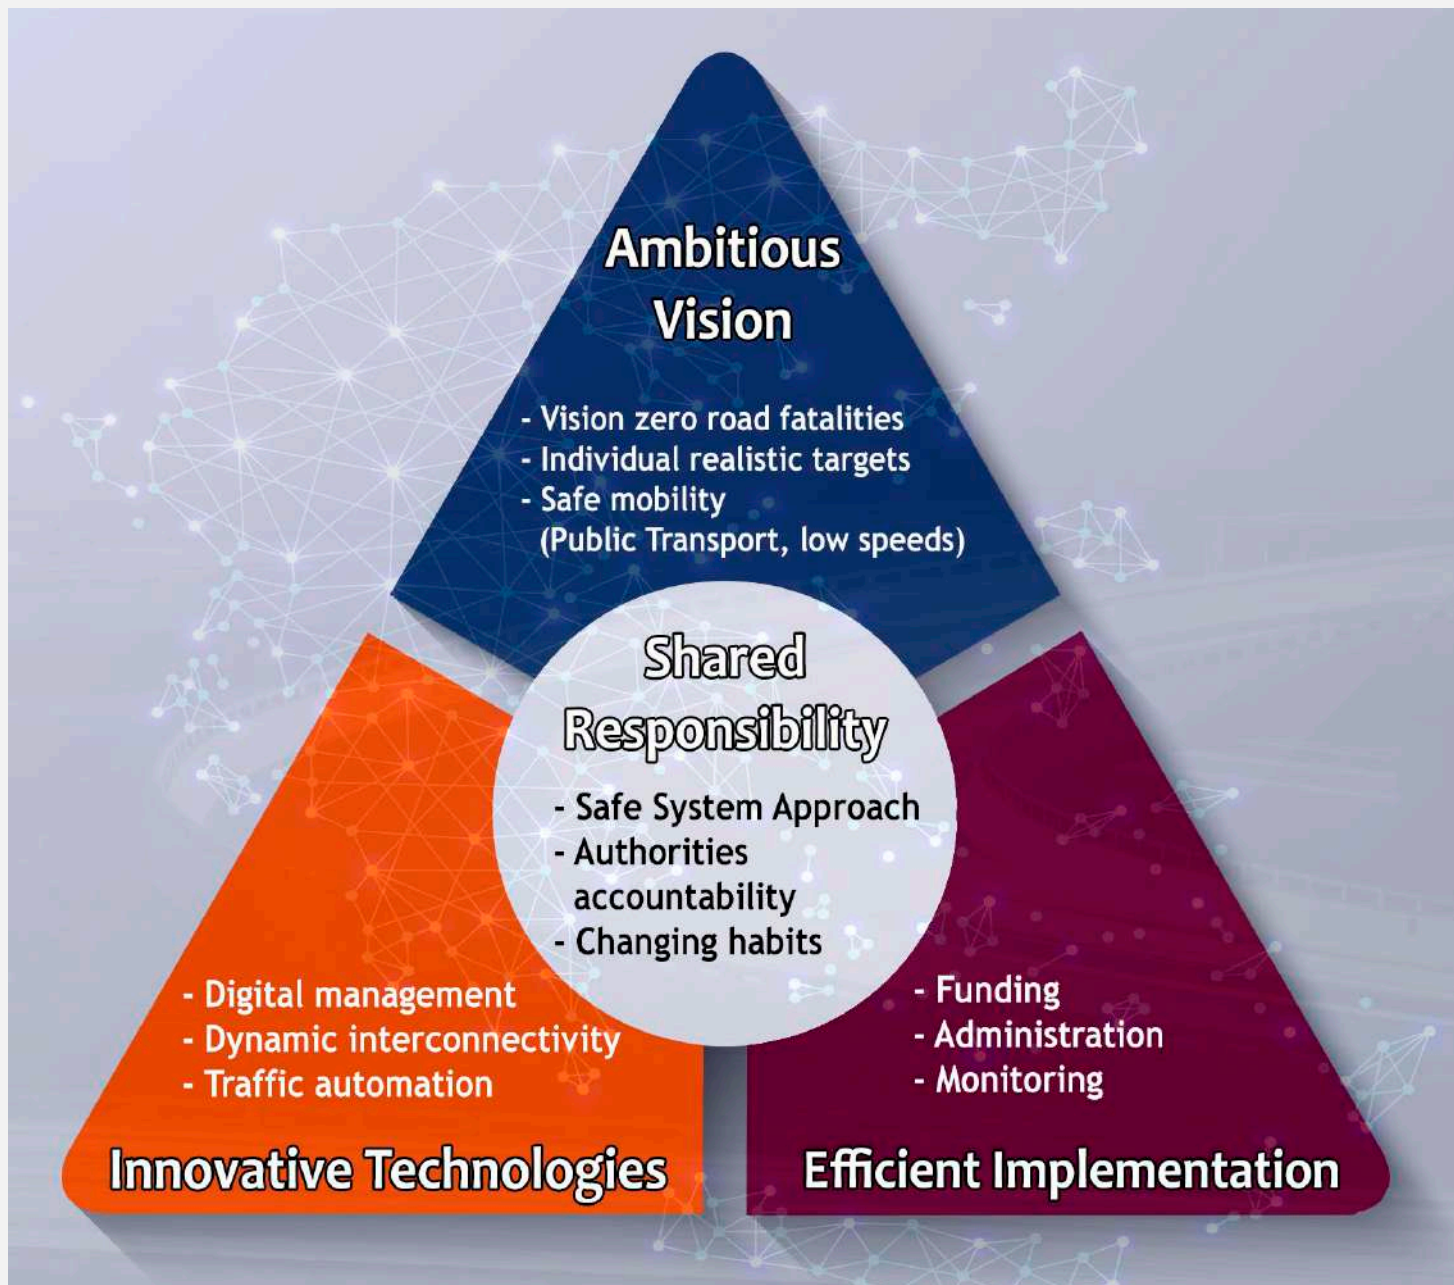 Ambitious
Vision
- Vision zero road fatalities
- Individual realistic targets
- Safe mobility
(Public Transport, low speeds)
Shared
Responsibility
- Safe System Approach
- Authorities
accountability
- Changing habits
- Digital management
- Dynamic interconnectivity
- Traffic automation
Innovative Technologies
- Funding
- Administration
- Monitoring
Efficient Implementation